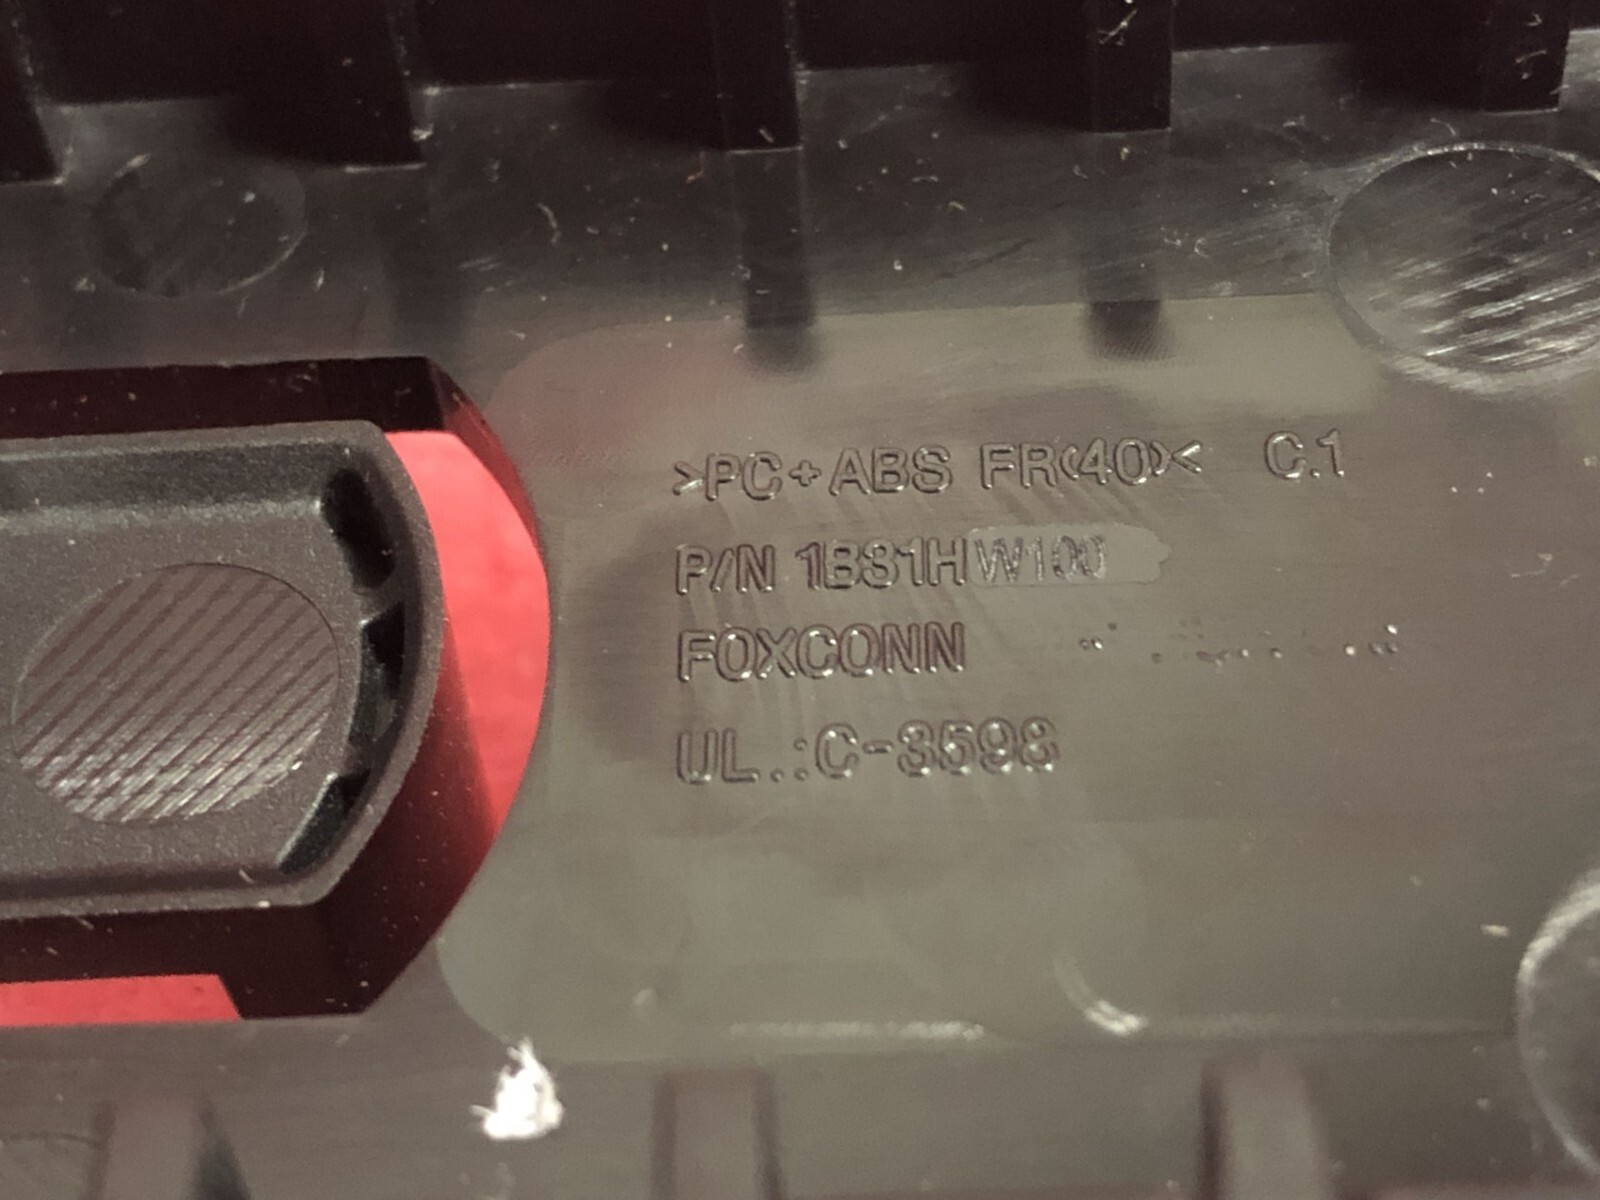 >PC+ABS FR(40)< C.1
P/N 1B31HW100
FOXCONN
UL.:C-3598